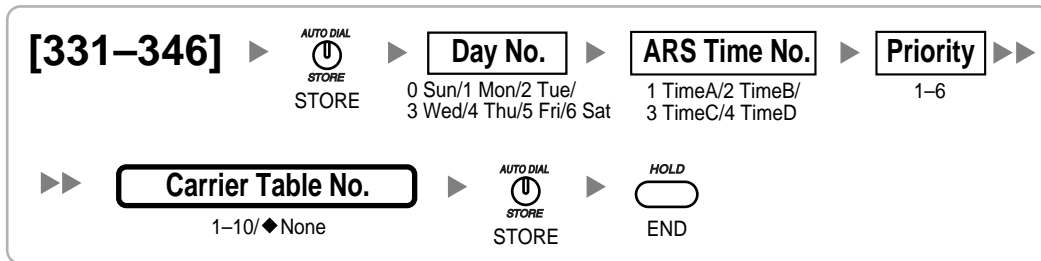 [331–346]
AUTO DIAL
STORE
STORE
Day No.
0 Sun/1 Mon/2 Tue/
3 Wed/4 Thu/5 Fri/6 Sat
ARS Time No.
1 TimeA/2 TimeB/
3 TimeC/4 TimeD
Priority
1–6
Carrier Table No.
1–10/◆None
AUTO DIAL
STORE
STORE
HOLD
END